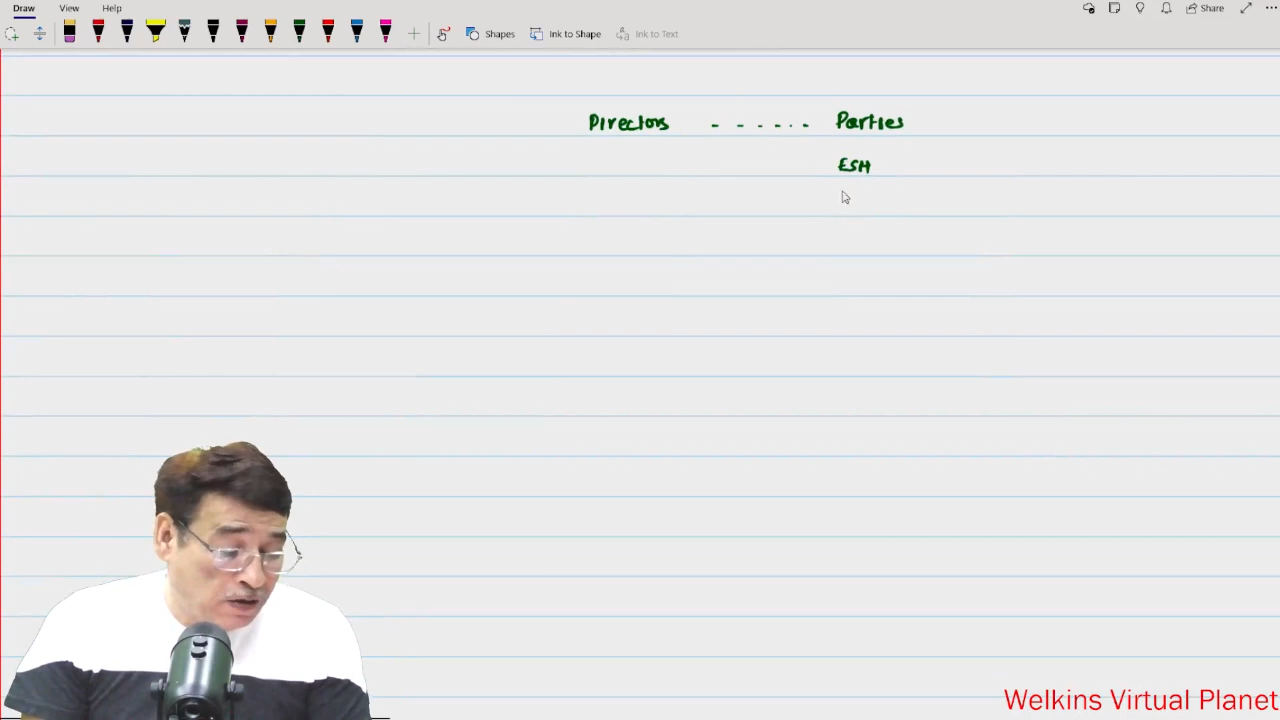 Draw View Help Share
Shapes Ink to Shape Ink to Text
Directors - - - - - - Parties
ESH
Welkins Virtual Planet